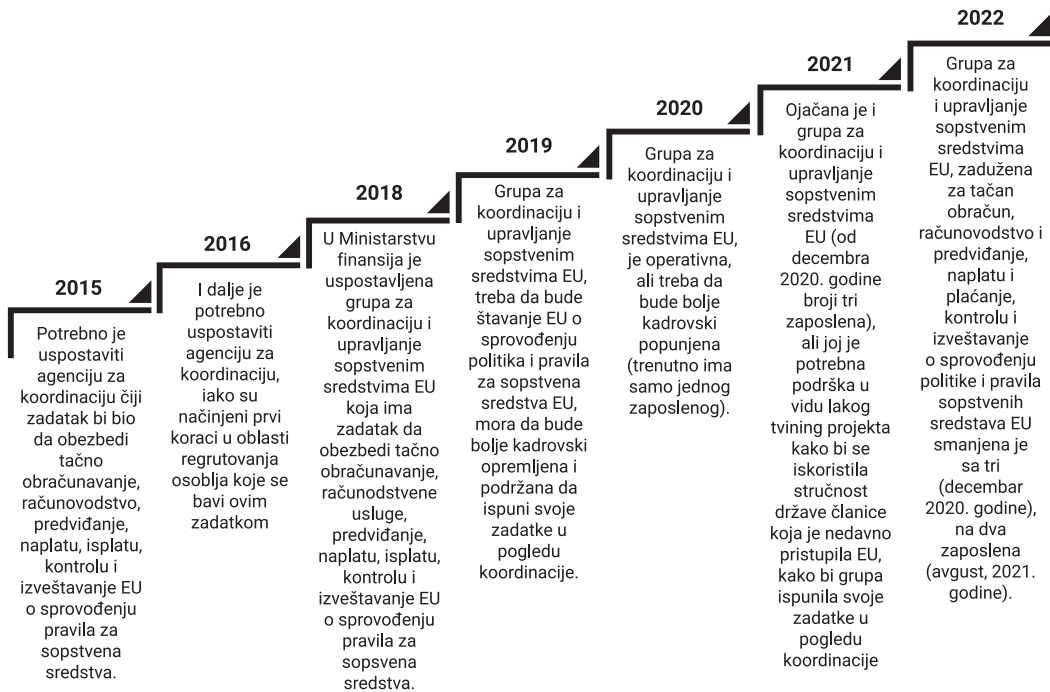 2015
Potrebno je
uspostaviti
agenciju za
koordinaciju čiji
zadatak bi bio
da obezbedi
tačno
obračunavanje,
računovodstvo,
predviđanje,
naplatu, isplatu,
kontrolu i
izveštavanje EU
o sprovođenju
pravila za
sopstvena
sredstva.
2016
I dalje je
potrebno
uspostaviti
agenciju za
koordinaciju,
iako su
načinjeni prvi
koraci u oblasti
regrutovanja
osoblja koje se
bavi ovim
zadatkom
2018
U Ministarstvu
finansija je
uspostavljena
grupa za
koordinaciju i
upravljanje
sopstvenim
sredstvima EU
koja ima
zadatak da
obezbedi tačno
obračunavanje,
računodstvene
usluge,
predviđanje,
naplatu, isplatu,
kontrolu i
izveštavanje EU
o sprovođenju
pravila za
sopsvena
sredstva.
2019
Grupa za
koordinaciju i
upravljanje
sopstvenim
sredstvima EU,
treba da bude
štavanje EU o
sprovođenju
politika i pravila
za sopstvena
sredstva EU,
mora da bude
bolje kadrovski
opremljena i
podržana da
ispuni svoje
zadatke u
pogledu
koordinacije.
2020
Grupa za
koordinaciju i
upravljanje
sopstvenim
sredstvima EU,
je operativna,
ali treba da
bude bolje
kadrovski
popunjena
(trenutno ima
samo jednog
zaposlenog).
2021
Ojačana je i
grupa za
koordinaciju i
upravljanje
sopstvenim
sredstvima
EU (od
decembra
2020. godine
broji tri
zaposlena),
ali joj je
potrebna
podrška u
vidu lakog
tvining projekta
kako bi se
iskoristila
stručnost
države članice
koja je nedavno
pristupila EU,
kako bi grupa
ispunila svoje
zadatke u
pogledu
koordinacije
2022
Grupa za
koordinaciju
i upravljanje
sopstvenim
sredstvima
EU, zadužena
za tačan
obračun,
računovodstvo i
predviđanje,
naplatu i
plaćanje,
kontrolu i
izveštavanje
o sprovođenju
politike i pravila
sopstvenih
sredstava EU
smanjena je
sa tri
(decembar
2020. godine),
na dva
zaposlena
(avgust, 2021.
godine).